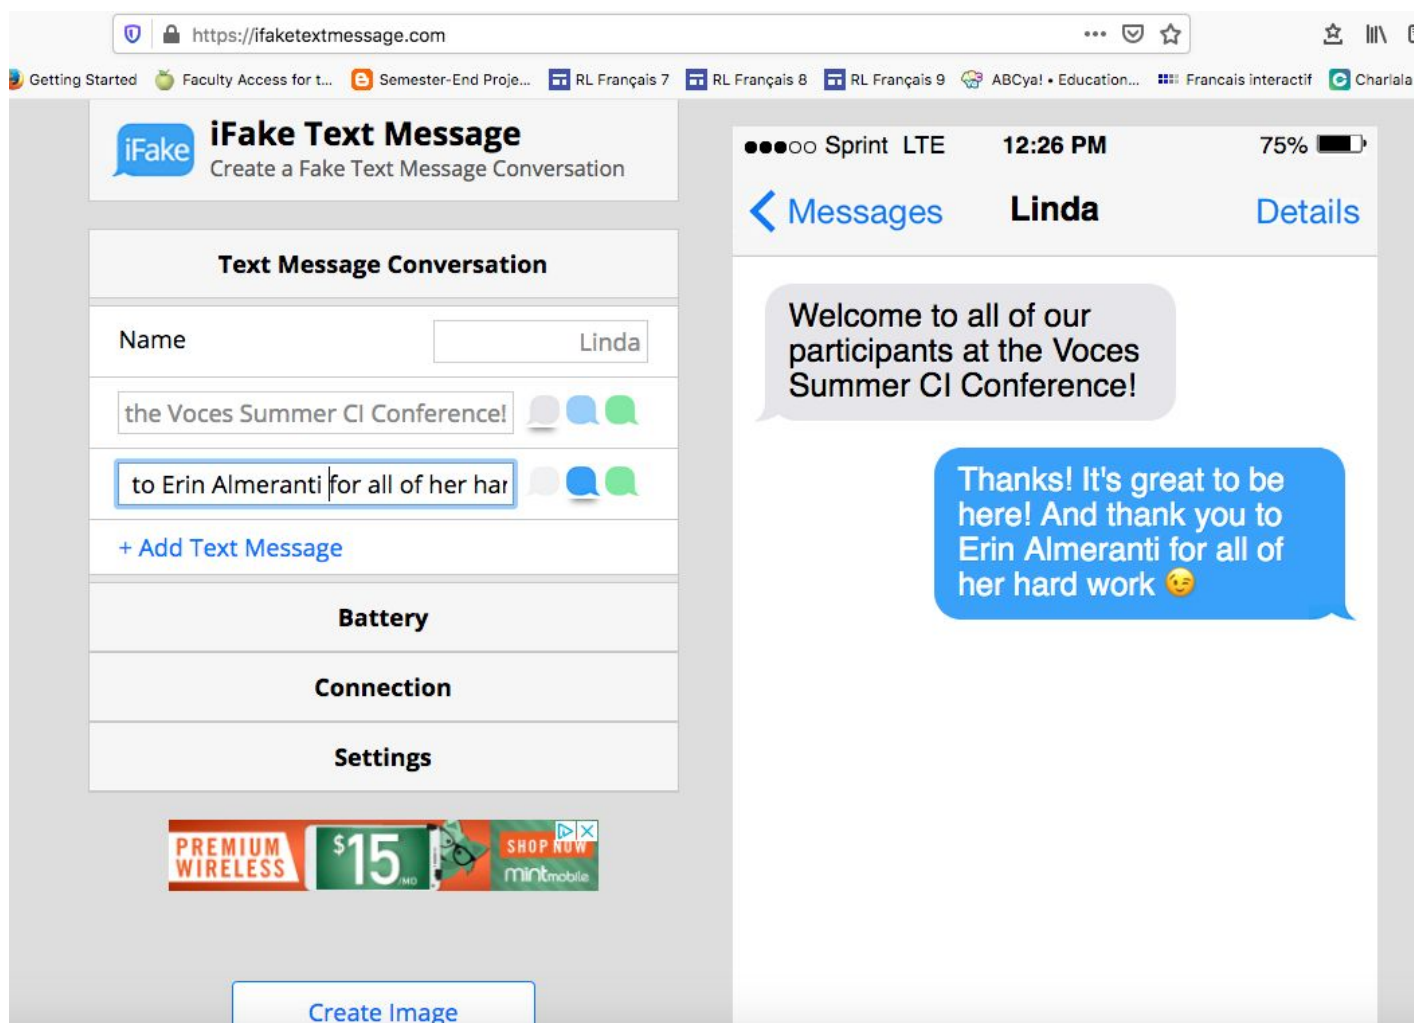 https://ifaketextmessage.com
Getting Started Faculty Access for t... Semester-End Proje... RL Français 7 RL Français 8 RL Français 9 ABCya! • Education... Francais interactif Charlala
iFake
iFake Text Message
Create a Fake Text Message Conversation
Text Message Conversation
Name Linda
the Voces Summer CI Conference!
to Erin Almeranti for all of her har
+ Add Text Message
Battery
Connection
Settings
PREMIUM
WIRELESS
$15/MO
SHOP NOW
mintmobile
Create Image
Sprint LTE 12:26 PM 75%
Messages Linda Details
Welcome to all of our
participants at the Voces
Summer CI Conference!
Thanks! It's great to be
here! And thank you to
Erin Almeranti for all of
her hard work 😉